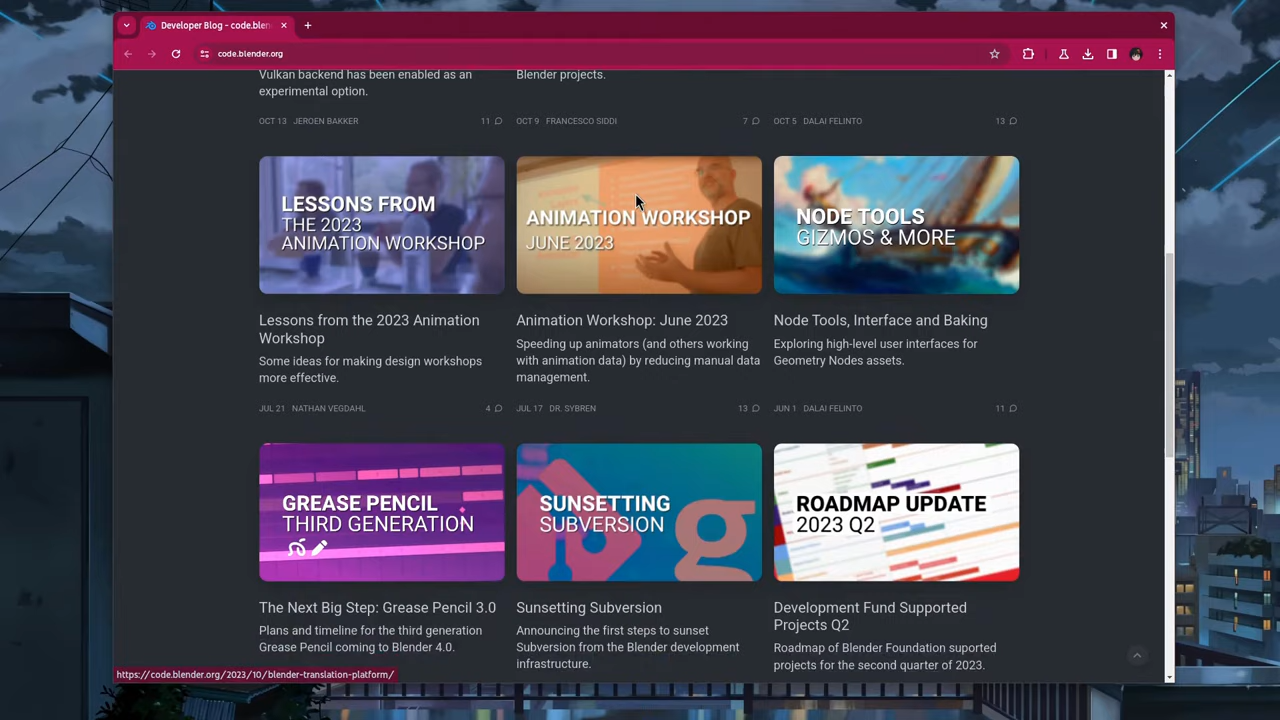 Developer Blog - code.blen
code.blender.org
Vulkan backend has been enabled as an
experimental option.
OCT 13 JEROEN BAKKER 11
Blender projects.
OCT 9 FRANCESCO SIDDI 7
OCT 5 DALAI FELINTO 13
LESSONS FROM
THE 2023
ANIMATION WORKSHOP
Lessons from the 2023 Animation
Workshop
Some ideas for making design workshops
more effective.
JUL 21 NATHAN VEGDAHL 4
ANIMATION WORKSHOP
JUNE 2023
Animation Workshop: June 2023
Speeding up animators (and others working
with animation data) by reducing manual data
management.
JUL 17 DR. SYBREN 13
NODE TOOLS
GIZMOS & MORE
Node Tools, Interface and Baking
Exploring high-level user interfaces for
Geometry Nodes assets.
JUN 1 DALAI FELINTO 11
GREASE PENCIL
THIRD GENERATION
The Next Big Step: Grease Pencil 3.0
Plans and timeline for the third generation
Grease Pencil coming to Blender 4.0.
SUNSETTING
SUBVERSION
Sunsetting Subversion
Announcing the first steps to sunset
Subversion from the Blender development
infrastructure.
ROADMAP UPDATE
2023 Q2
Development Fund Supported
Projects Q2
Roadmap of Blender Foundation suported
projects for the second quarter of 2023.
https://code.blender.org/2023/10/blender-translation-platform/